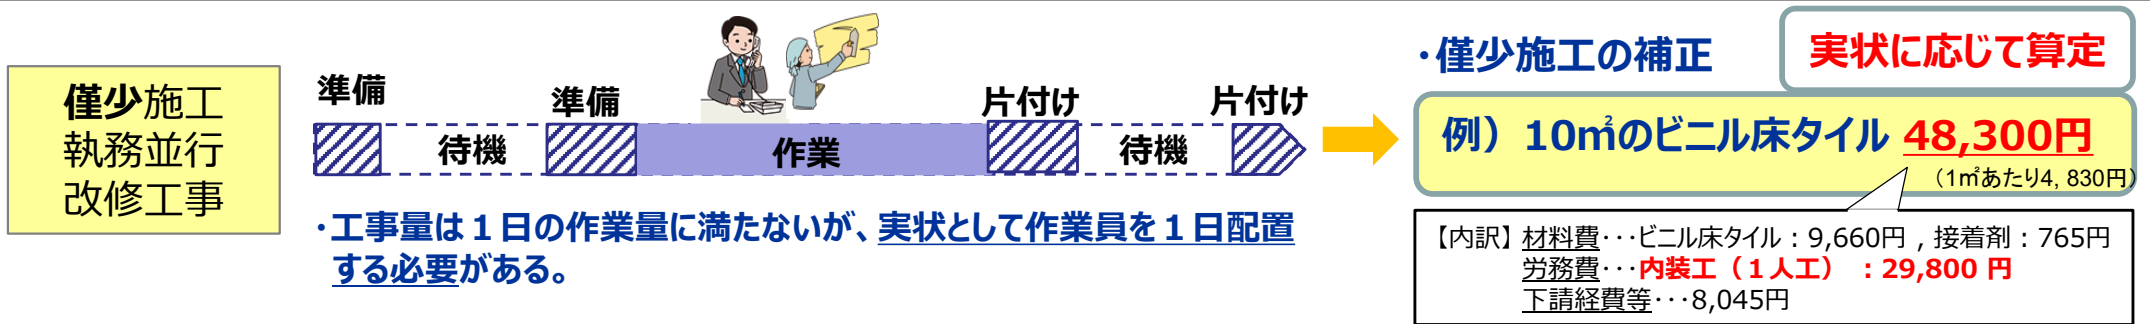 僅少施工
執務並行
改修工事
準備
待機
準備
作業
片付け
待機
片付け
・工事量は１日の作業量に満たないが、実状として作業員を１日配置
する必要がある。
・僅少施工の補正
実状に応じて算定
例）10㎡のビニル床タイル 48,300円
（1㎡あたり4,830円）
【内訳】材料費･･･ビニル床タイル：9,660円，接着剤：765円
労務費･･･内装工（１人工）：29,800 円
下請経費等･･･8,045円